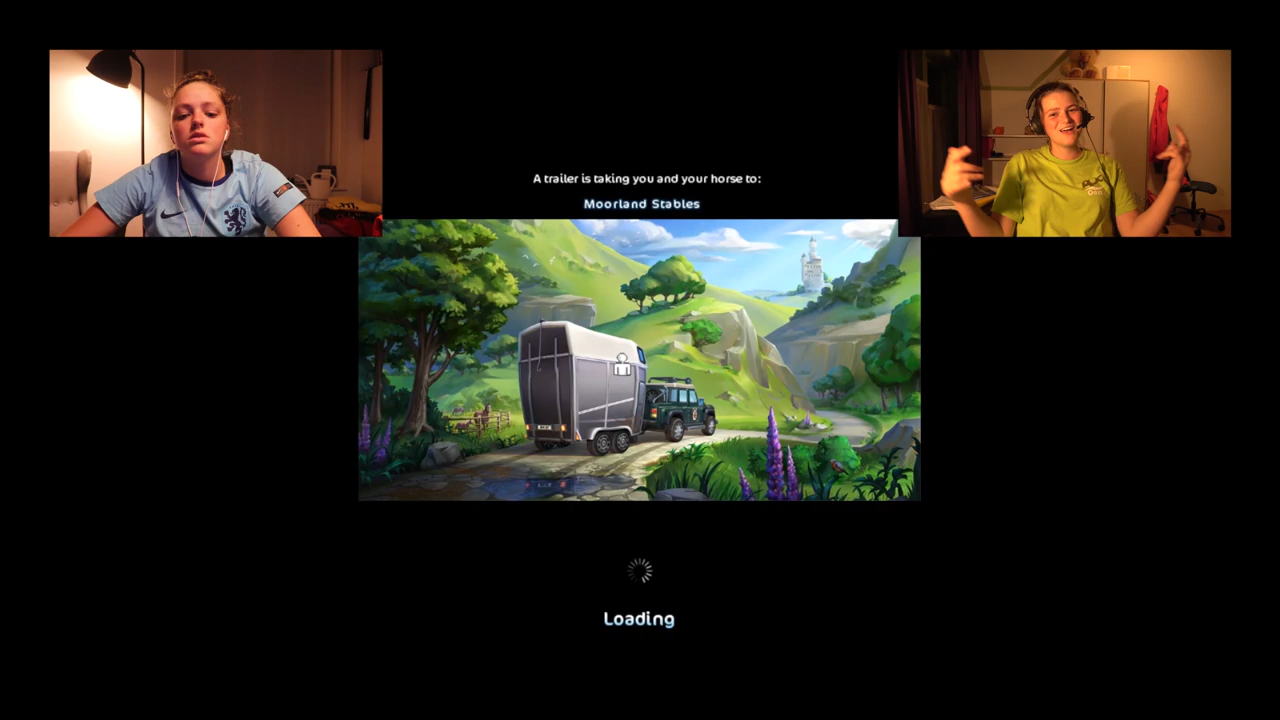 A trailer is taking you and your horse to:
Moorland Stables
Loading